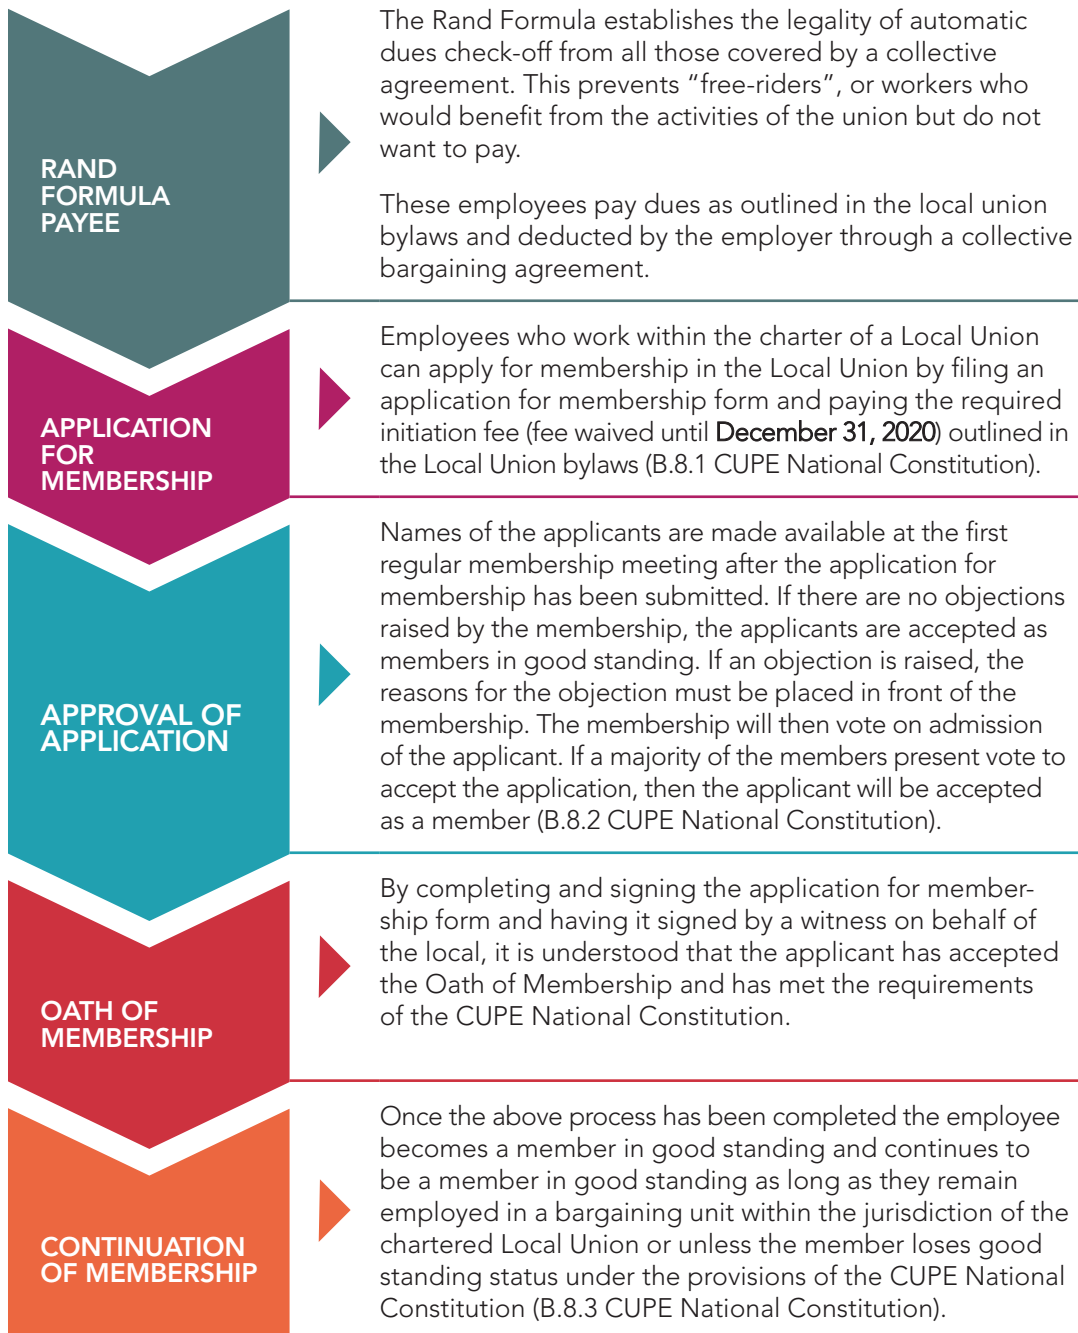 RAND
FORMULA
PAYEE
The Rand Formula establishes the legality of automatic
dues check-off from all those covered by a collective
agreement. This prevents “free-riders”, or workers who
would benefit from the activities of the union but do not
want to pay.
These employees pay dues as outlined in the local union
bylaws and deducted by the employer through a collective
bargaining agreement.
APPLICATION
FOR
MEMBERSHIP
Employees who work within the charter of a Local Union
can apply for membership in the Local Union by filing an
application for membership form and paying the required
initiation fee (fee waived until December 31, 2020) outlined in
the Local Union bylaws (B.8.1 CUPE National Constitution).
APPROVAL OF
APPLICATION
Names of the applicants are made available at the first
regular membership meeting after the application for
membership has been submitted. If there are no objections
raised by the membership, the applicants are accepted as
members in good standing. If an objection is raised, the
reasons for the objection must be placed in front of the
membership. The membership will then vote on admission
of the applicant. If a majority of the members present vote to
accept the application, then the applicant will be accepted
as a member (B.8.2 CUPE National Constitution).
OATH OF
MEMBERSHIP
By completing and signing the application for member-
ship form and having it signed by a witness on behalf of
the local, it is understood that the applicant has accepted
the Oath of Membership and has met the requirements
of the CUPE National Constitution.
CONTINUATION
OF MEMBERSHIP
Once the above process has been completed the employee
becomes a member in good standing and continues to
be a member in good standing as long as they remain
employed in a bargaining unit within the jurisdiction of the
chartered Local Union or unless the member loses good
standing status under the provisions of the CUPE National
Constitution (B.8.3 CUPE National Constitution).